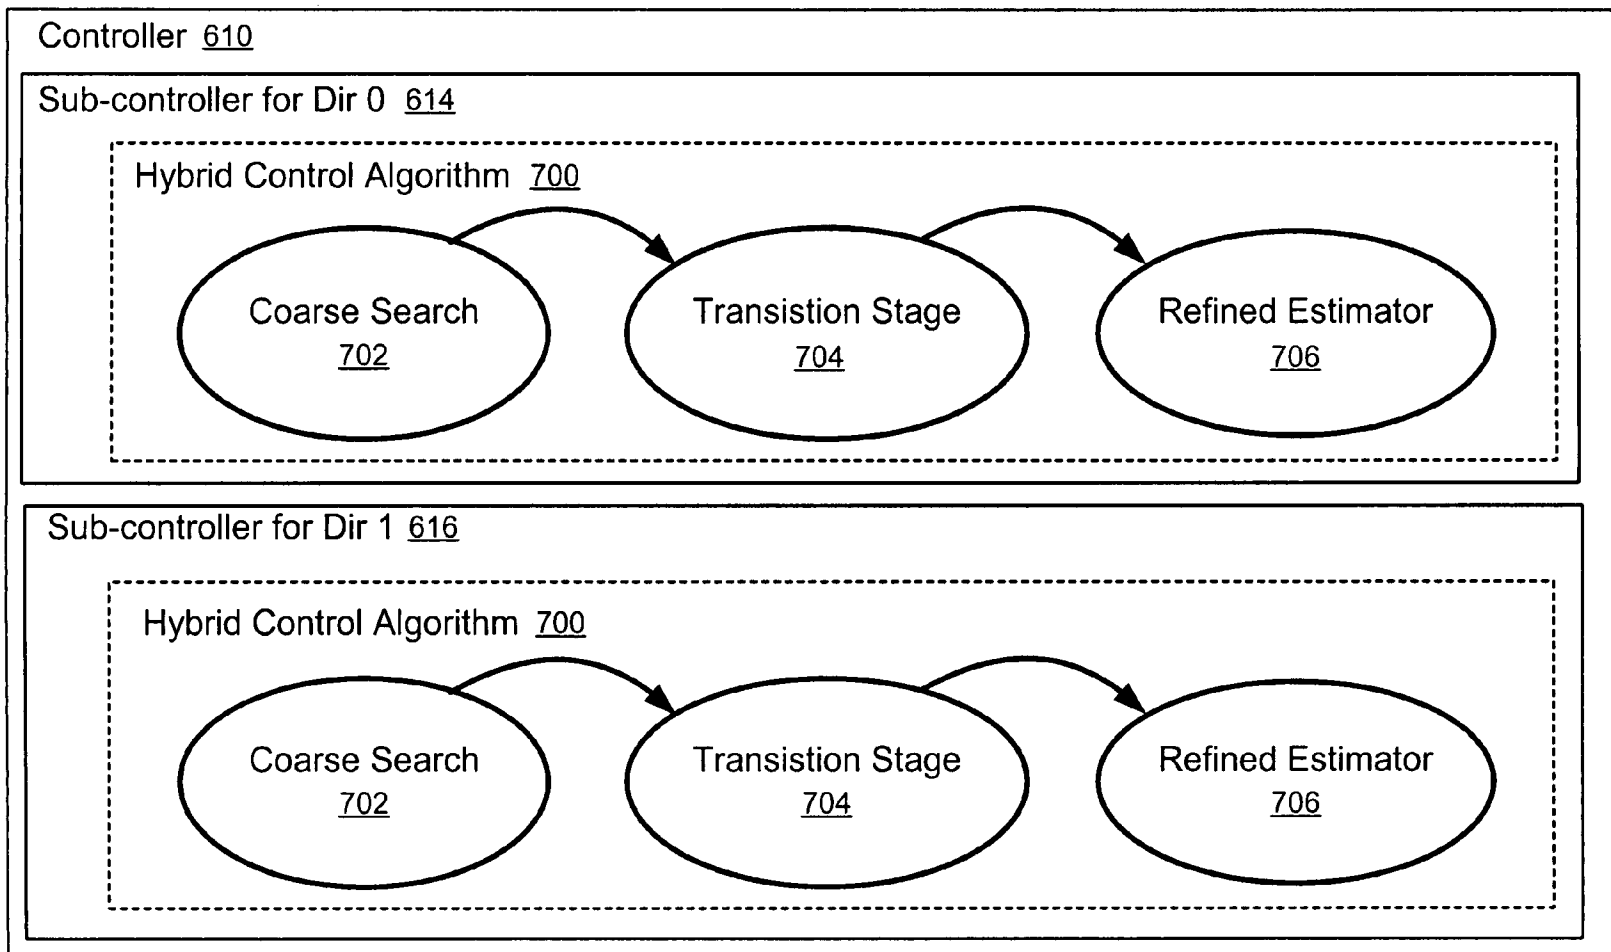 Controller 610
Sub-controller for Dir 0 614
Hybrid Control Algorithm 700
Coarse Search
702
Transistion Stage
704
Refined Estimator
706
Sub-controller for Dir 1 616
Hybrid Control Algorithm 700
Coarse Search
702
Transistion Stage
704
Refined Estimator
706